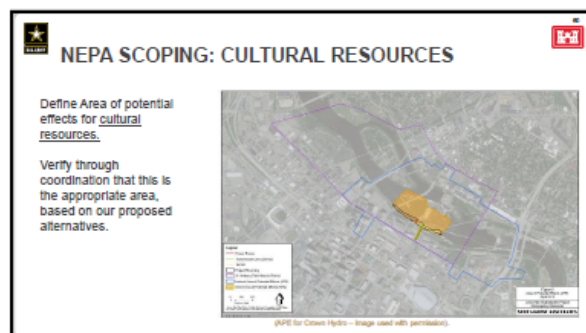 NEPA SCOPING: CULTURAL RESOURCES
Define Area of potential
effects for cultural
resources.
Verify through
coordination that this is
the appropriate area,
based on our proposed
alternatives.
(APE for Crown Hydro – Image used with permission).